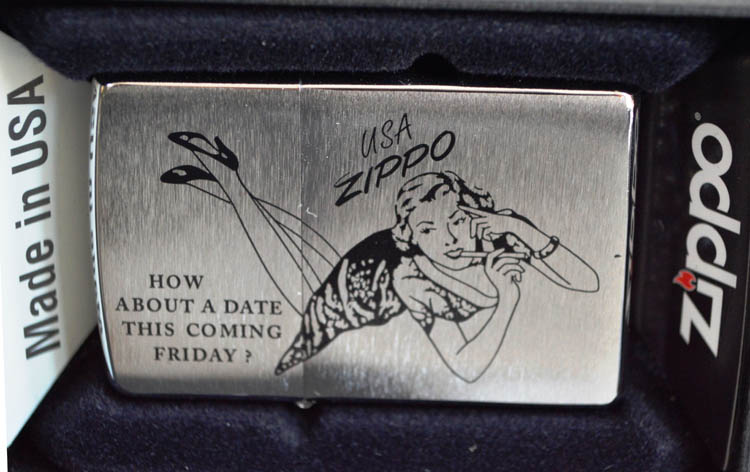 Made in USA
USA
ZIPPO
HOW
ABOUT A DATE
THIS COMING
FRIDAY ?
zippo